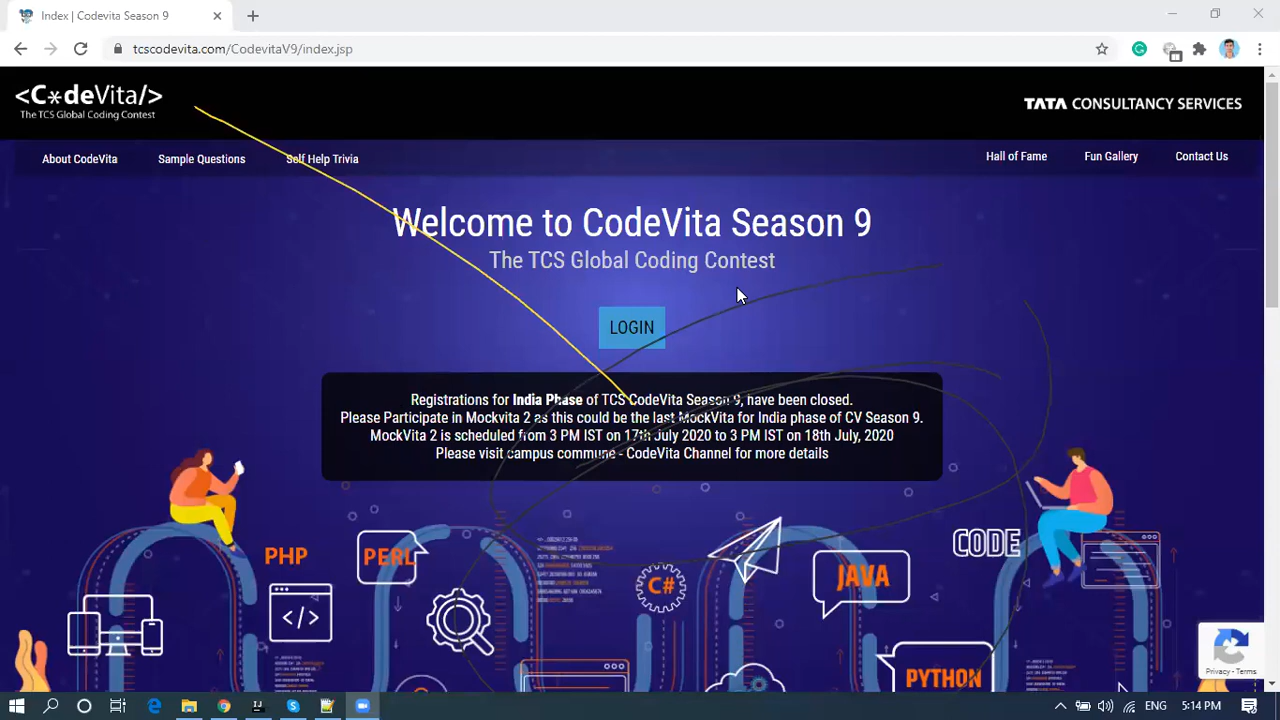 Index | Codevita Season 9
tcscodevita.com/CodevitaV9/index.jsp
<C*deVita/>
The TCS Global Coding Contest
TATA CONSULTANCY SERVICES
About CodeVita
Sample Questions
Self Help Trivia
Hall of Fame
Fun Gallery
Contact Us
Welcome to CodeVita Season 9
The TCS Global Coding Contest
LOGIN
Registrations for India Phase of TCS CodeVita Season 9, have been closed.
Please Participate in Mockvita 2 as this could be the last MockVita for India phase of CV Season 9.
MockVita 2 is scheduled from 3 PM IST on 17th July 2020 to 3 PM IST on 18th July, 2020
Please visit campus commune - CodeVita Channel for more details
PHP
PERL
</>
C#
JAVA
CODE
PYTHON
Privacy - Terms
ENG
5:14 PM